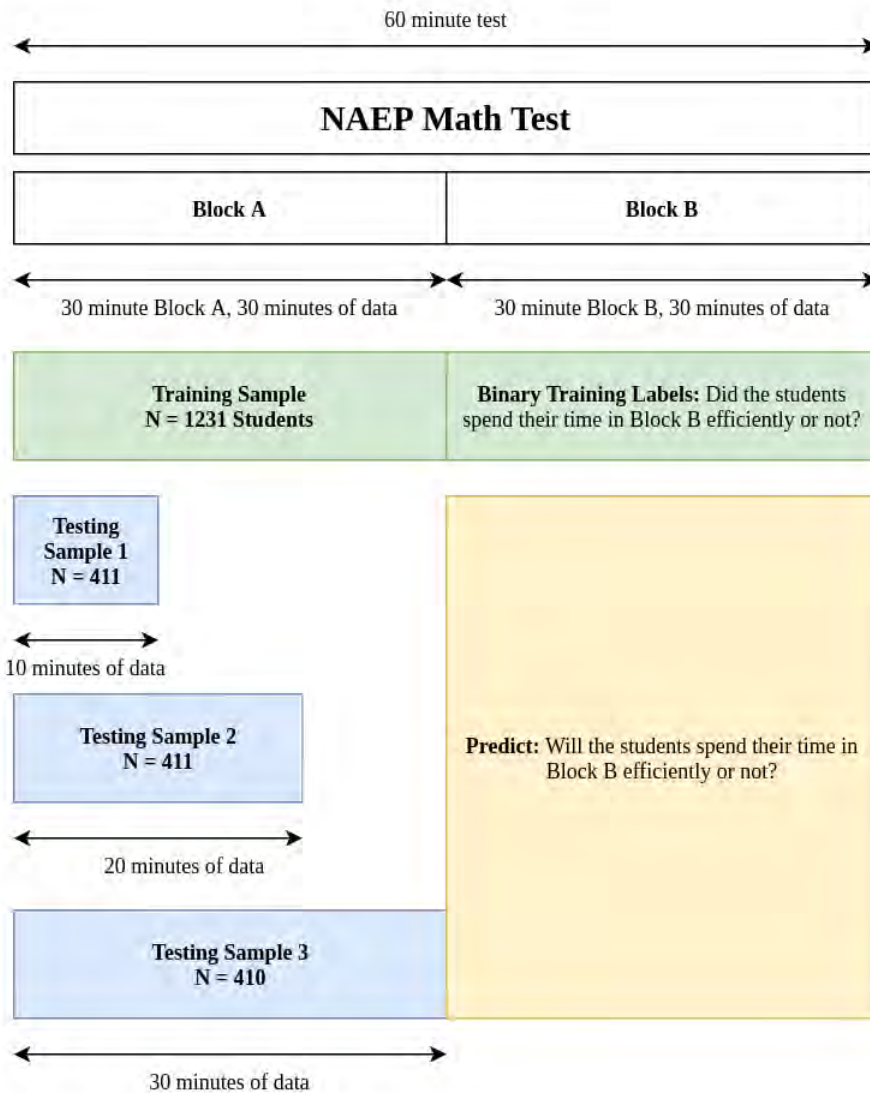 60 minute test
NAEP Math Test
Block A
Block B
30 minute Block A, 30 minutes of data
30 minute Block B, 30 minutes of data
Training Sample
N = 1231 Students
Binary Training Labels: Did the students
spend their time in Block B efficiently or not?
Testing
Sample 1
N = 411
10 minutes of data
Testing Sample 2
N = 411
20 minutes of data
Predict: Will the students spend their time in
Block B efficiently or not?
Testing Sample 3
N = 410
30 minutes of data